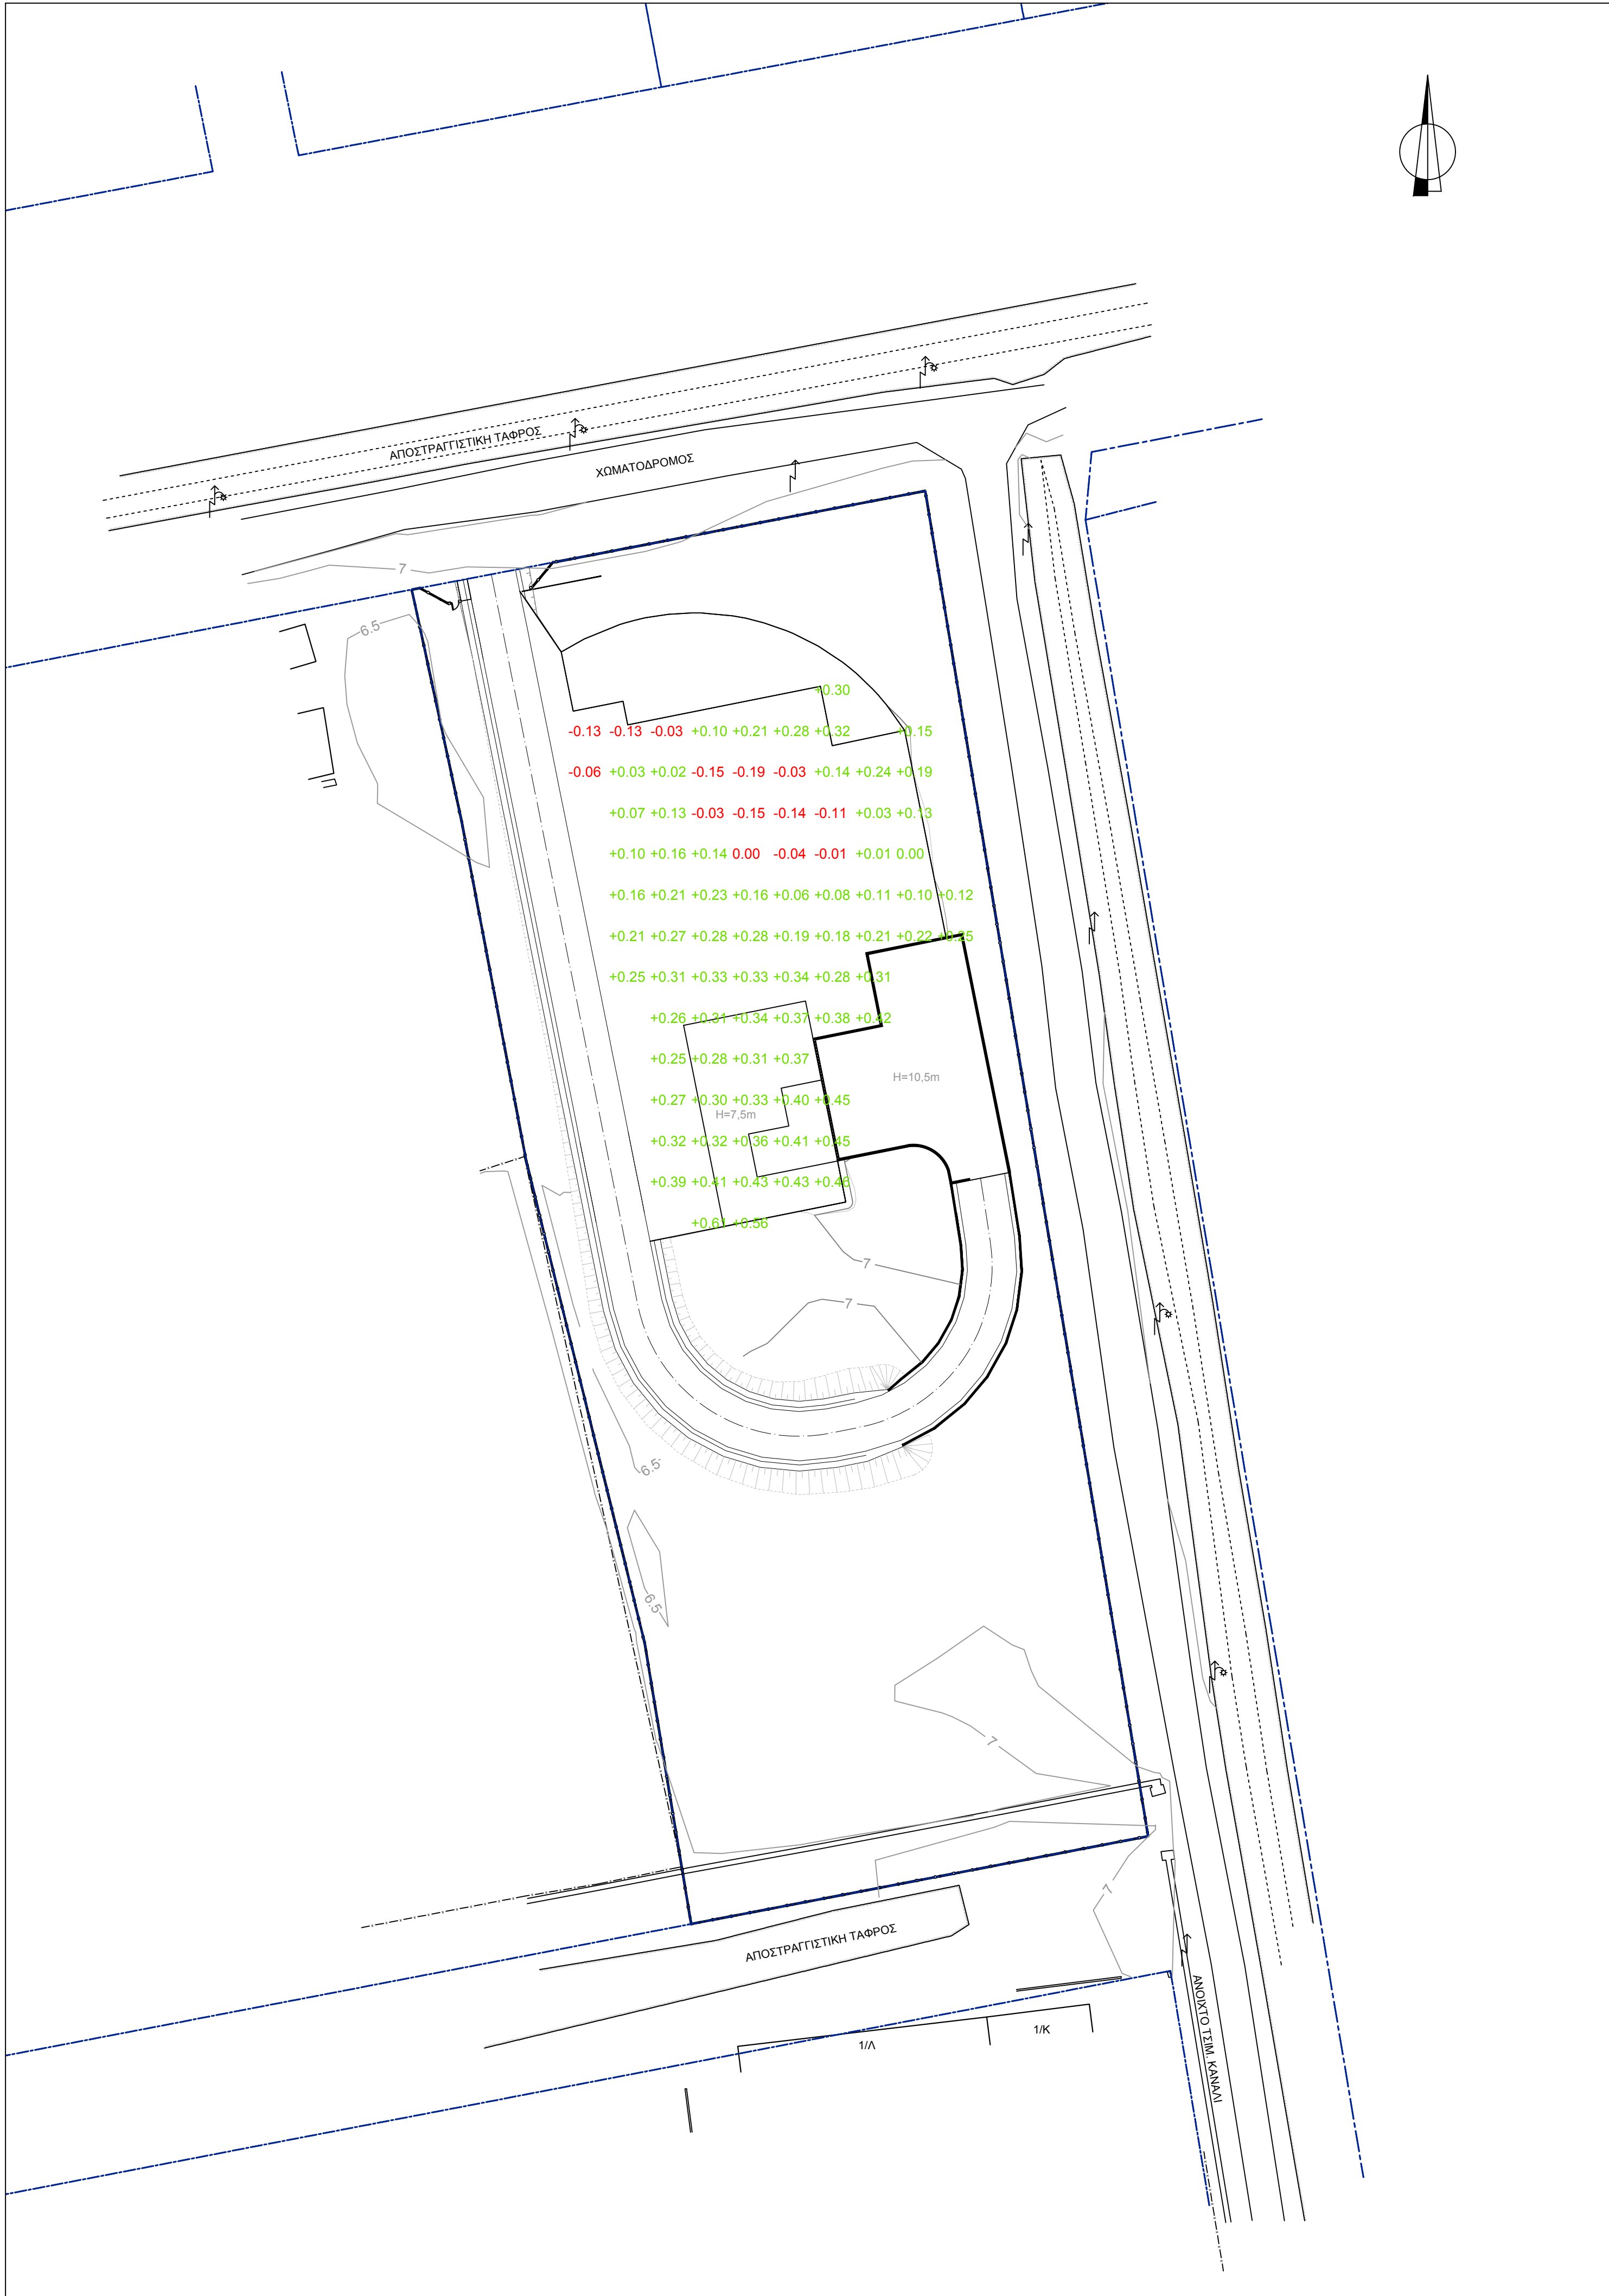 ΑΠΟΣΤΡΑΓΓΙΣΤΙΚΗ ΤΑΦΡΟΣ
ΧΩΜΑΤΟΔΡΟΜΟΣ
7
6.5
+0.30
-0.13 -0.13 -0.03 +0.10 +0.21 +0.28 +0.32 +0.15
-0.06 +0.03 +0.02 -0.15 -0.19 -0.03 +0.14 +0.24 +0.19
+0.07 +0.13 -0.03 -0.15 -0.14 -0.11 +0.03 +0.13
+0.10 +0.16 +0.14 0.00 -0.04 -0.01 +0.01 0.00
+0.16 +0.21 +0.23 +0.16 +0.06 +0.08 +0.11 +0.10 +0.12
+0.21 +0.27 +0.28 +0.28 +0.19 +0.18 +0.21 +0.22 +0.25
+0.25 +0.31 +0.33 +0.33 +0.34 +0.28 +0.31
+0.26 +0.31 +0.34 +0.37 +0.38 +0.42
+0.25 +0.28 +0.31 +0.37
H=10,5m
+0.27 +0.30 +0.33 +0.40 +0.45
H=7,5m
+0.32 +0.32 +0.36 +0.41 +0.45
+0.39 +0.41 +0.43 +0.43 +0.46
+0.61 +0.56
7
7
6.5
6.5
7
7
ΑΠΟΣΤΡΑΓΓΙΣΤΙΚΗ ΤΑΦΡΟΣ
ΑΝΟΙΧΤΟ ΤΣΙΜ. ΚΑΝΑΛΙ
1/Κ
1/Λ